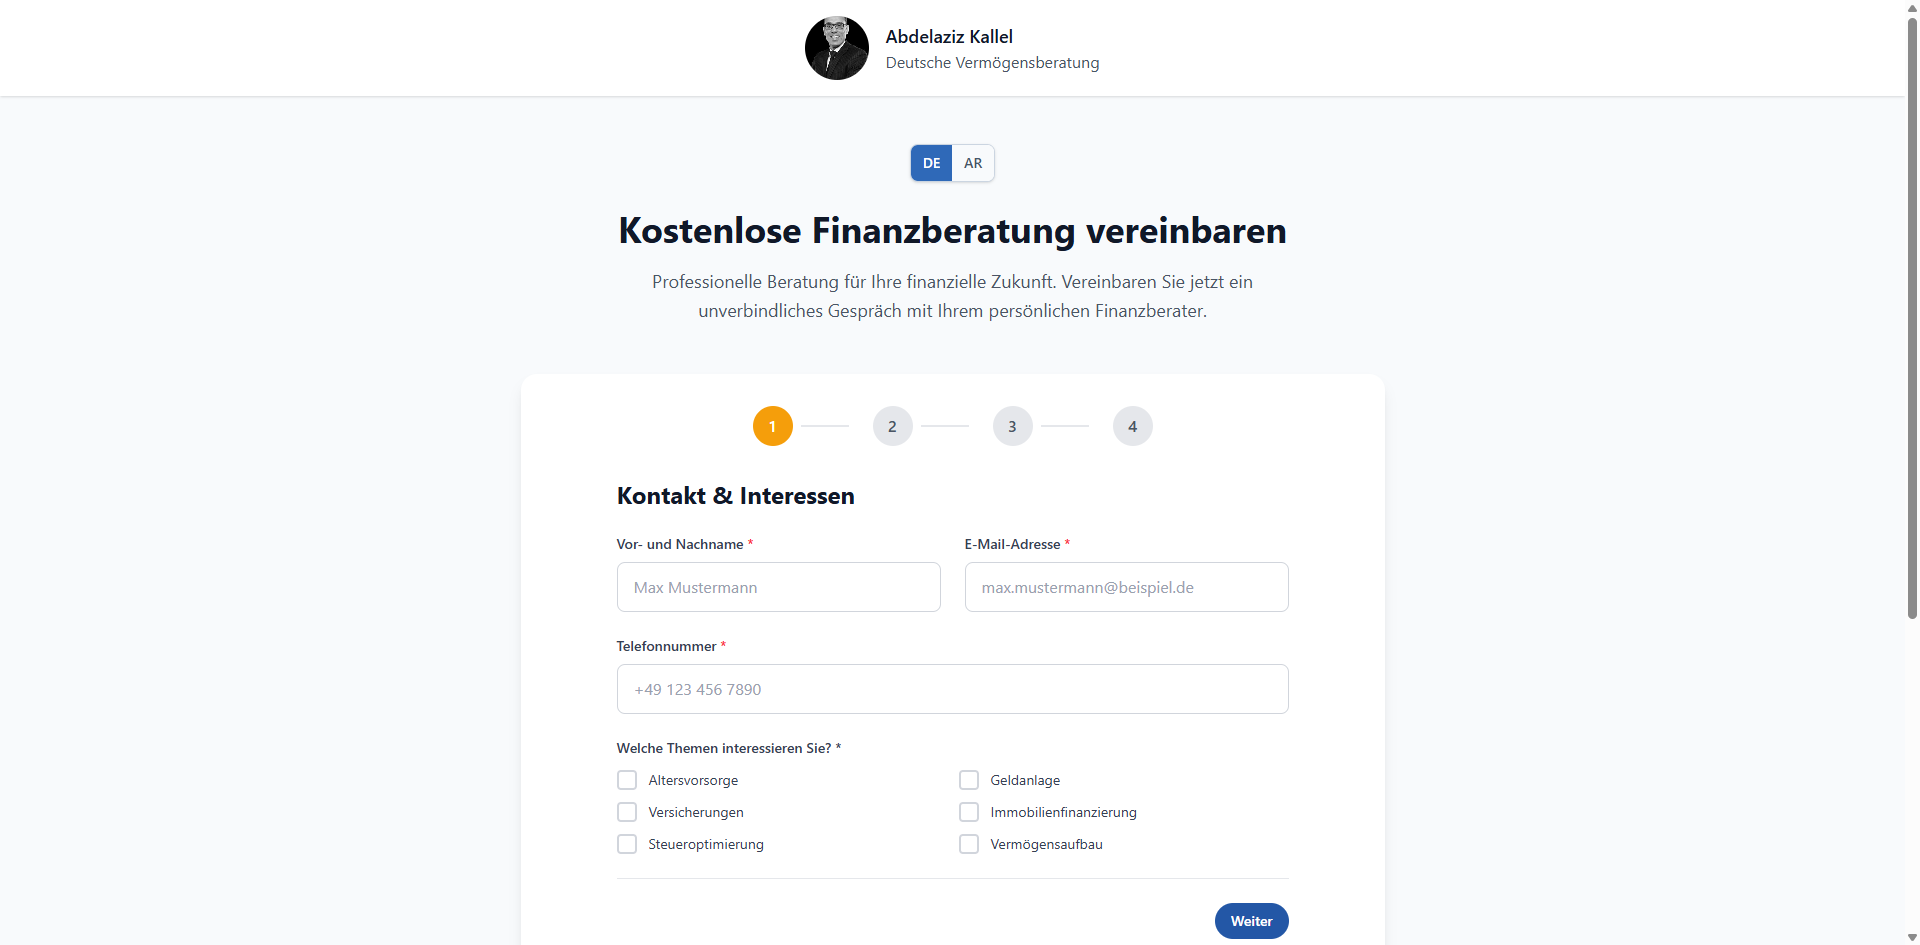 Abdelaziz Kallel
Deutsche Vermögensberatung
DE AR
Kostenlose Finanzberatung vereinbaren
Professionelle Beratung für Ihre finanzielle Zukunft. Vereinbaren Sie jetzt ein
unverbindliches Gespräch mit Ihrem persönlichen Finanzberater.
1 2 3 4
Kontakt & Interessen
Vor- und Nachname * E-Mail-Adresse *
Max Mustermann max.mustermann@beispiel.de
Telefonnummer *
+49 123 456 7890
Welche Themen interessieren Sie? *
Altersvorsorge Geldanlage
Versicherungen Immobilienfinanzierung
Steueroptimierung Vermögensaufbau
Weiter